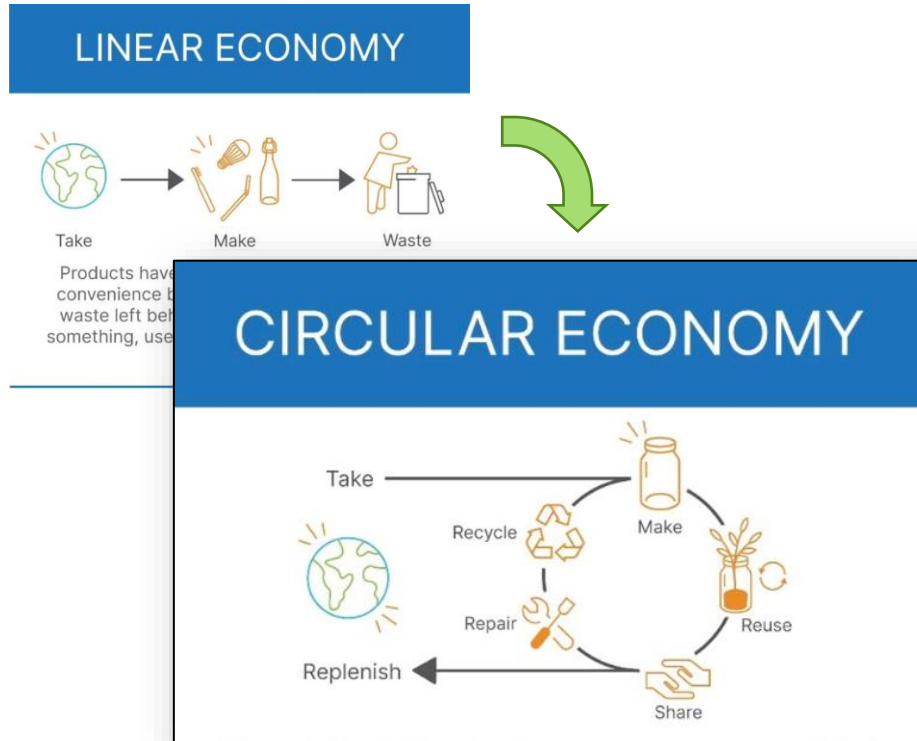 LINEAR ECONOMY
Take
Make
Waste
Products have
convenience
waste left
something, use
CIRCULAR ECONOMY
Take
Make
Recycle
Reuse
Repair
Replenish
Share